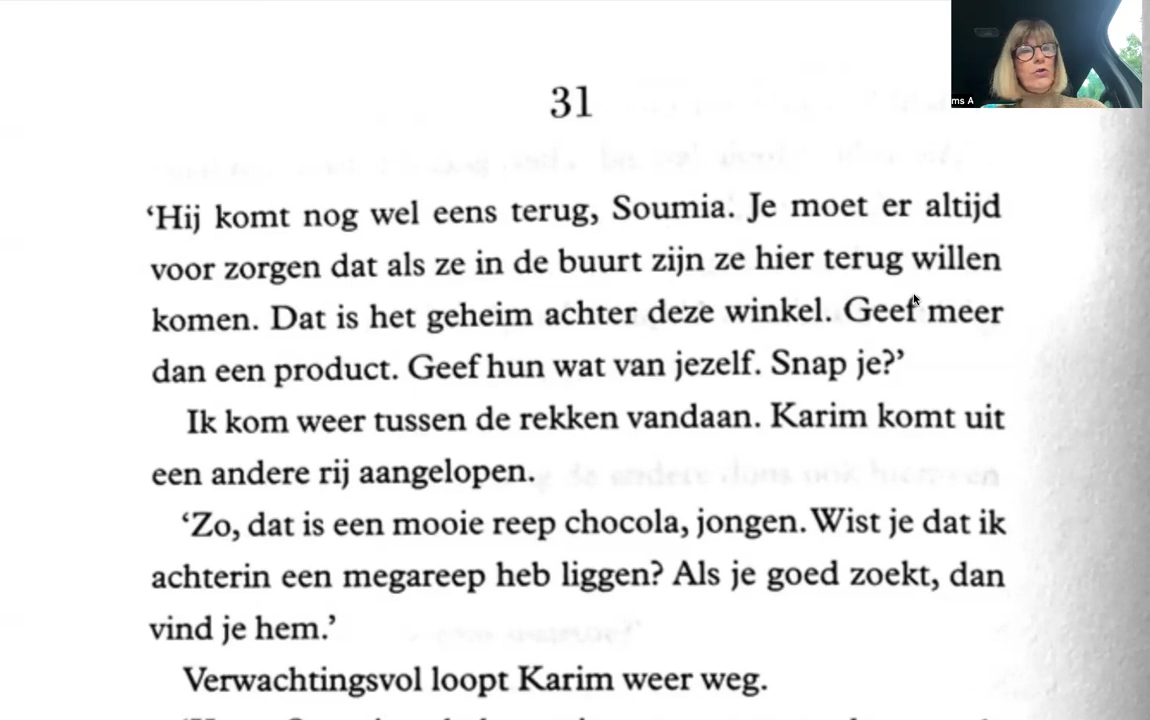 ms A
31
‘Hij komt nog wel eens terug, Soumia. Je moet er altijd
voor zorgen dat als ze in de buurt zijn ze hier terug willen
komen. Dat is het geheim achter deze winkel. Geef meer
dan een product. Geef hun wat van jezelf. Snap je?’
Ik kom weer tussen de rekken vandaan. Karim komt uit
een andere rij aangelopen.
‘Zo, dat is een mooie reep chocola, jongen. Wist je dat ik
achterin een megareep heb liggen? Als je goed zoekt, dan
vind je hem.’
Verwachtingsvol loopt Karim weer weg.